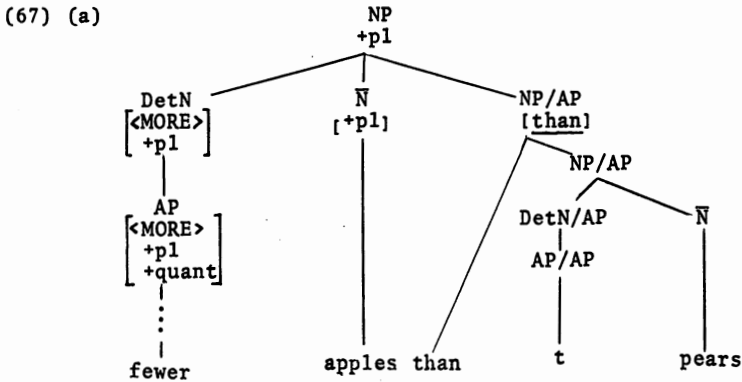 (67) (a) NP
+pl
DetN N̅ NP/AP
[<MORE> [+pl] [than]
+pl]
NP/AP
AP DetN/AP N̅
[<MORE>
+pl AP/AP
+quant]
fewer apples than t pears